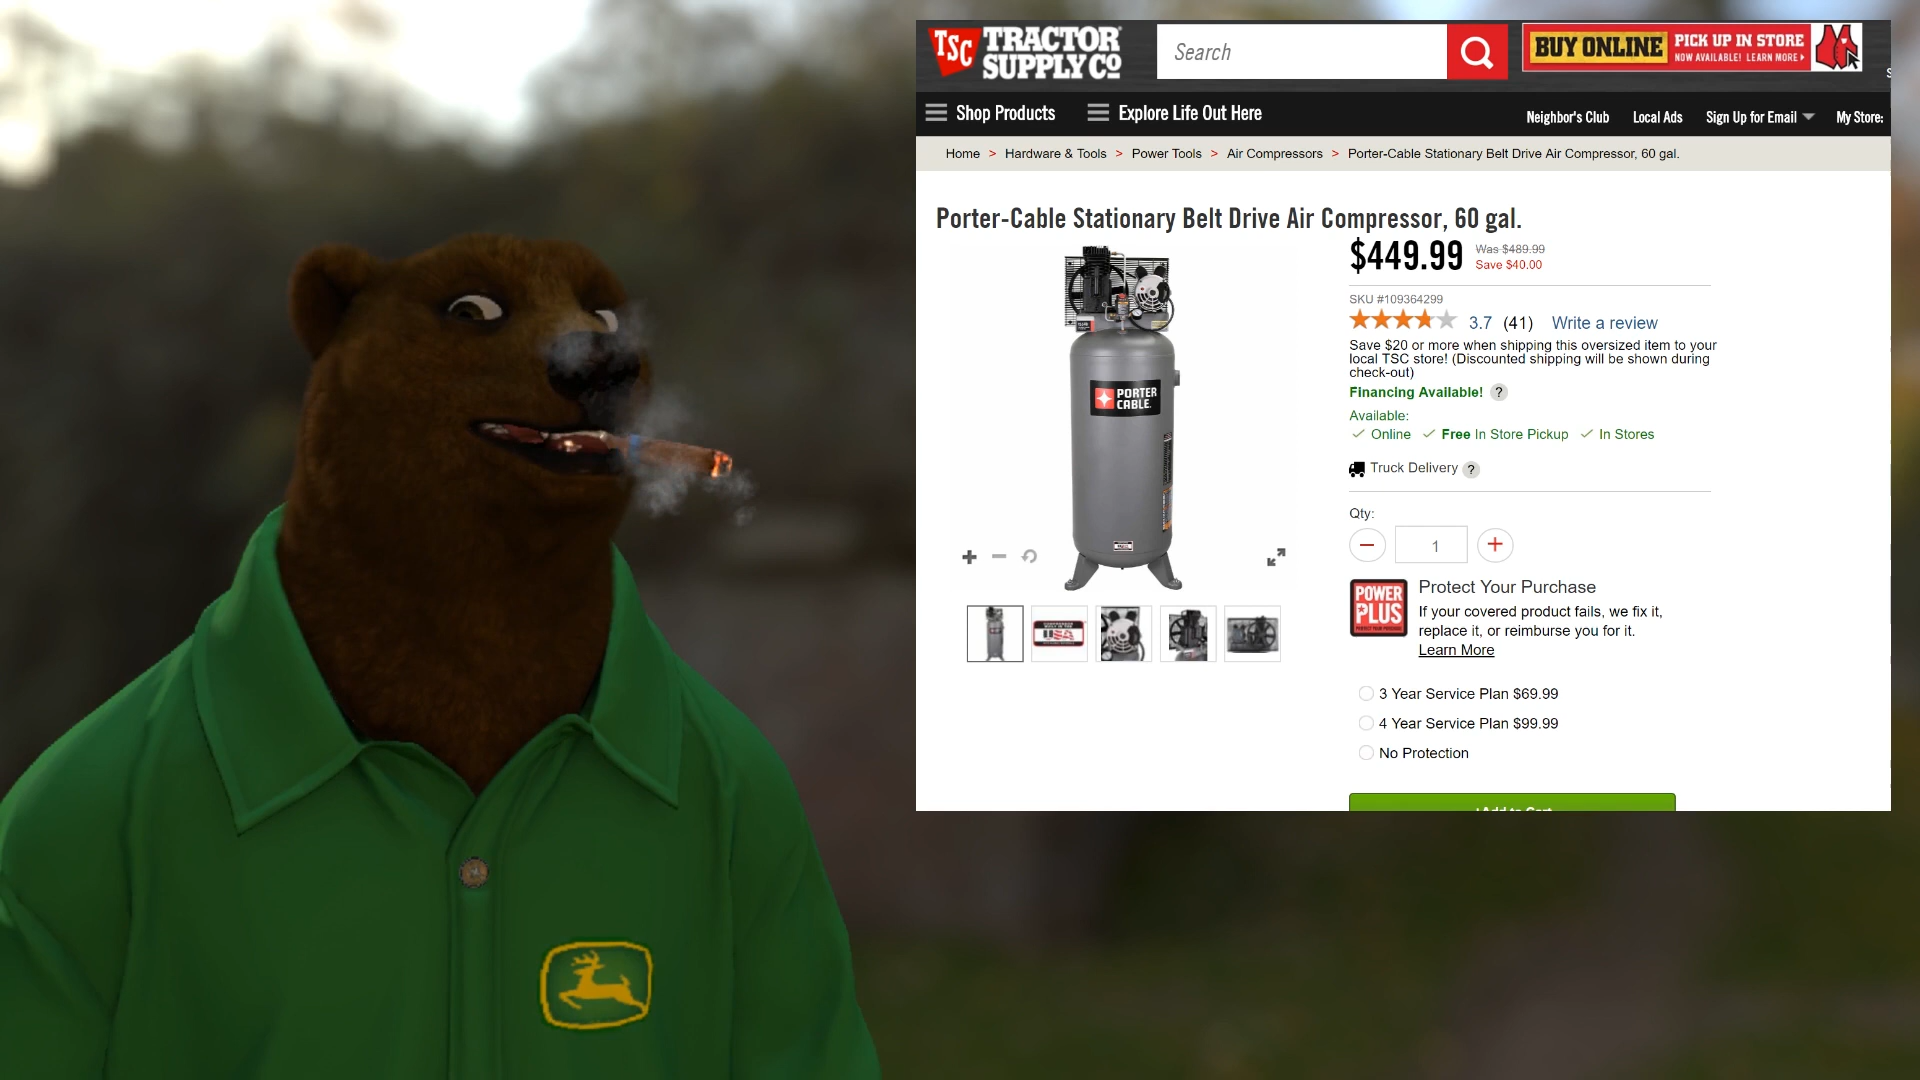 TSC TRACTOR
SUPPLY CO
Search
BUY ONLINE PICK UP IN STORE
NOW AVAILABLE! LEARN MORE
S
Shop Products Explore Life Out Here
Neighbor's Club Local Ads Sign Up for Email My Store:
Home > Hardware & Tools > Power Tools > Air Compressors > Porter-Cable Stationary Belt Drive Air Compressor, 60 gal.
Porter-Cable Stationary Belt Drive Air Compressor, 60 gal.
$449.99 Was $489.99
Save $40.00
SKU #109364299
3.7 (41) Write a review
Save $20 or more when shipping this oversized item to your
local TSC store! (Discounted shipping will be shown during
check-out)
Financing Available! ?
Available:
Online Free In Store Pickup In Stores
Truck Delivery ?
PORTER
CABLE
USA
Qty:
1
POWER
PLUS
Protect Your Purchase
If your covered product fails, we fix it,
replace it, or reimburse you for it.
Learn More
3 Year Service Plan $69.99
4 Year Service Plan $99.99
No Protection
Add to Cart